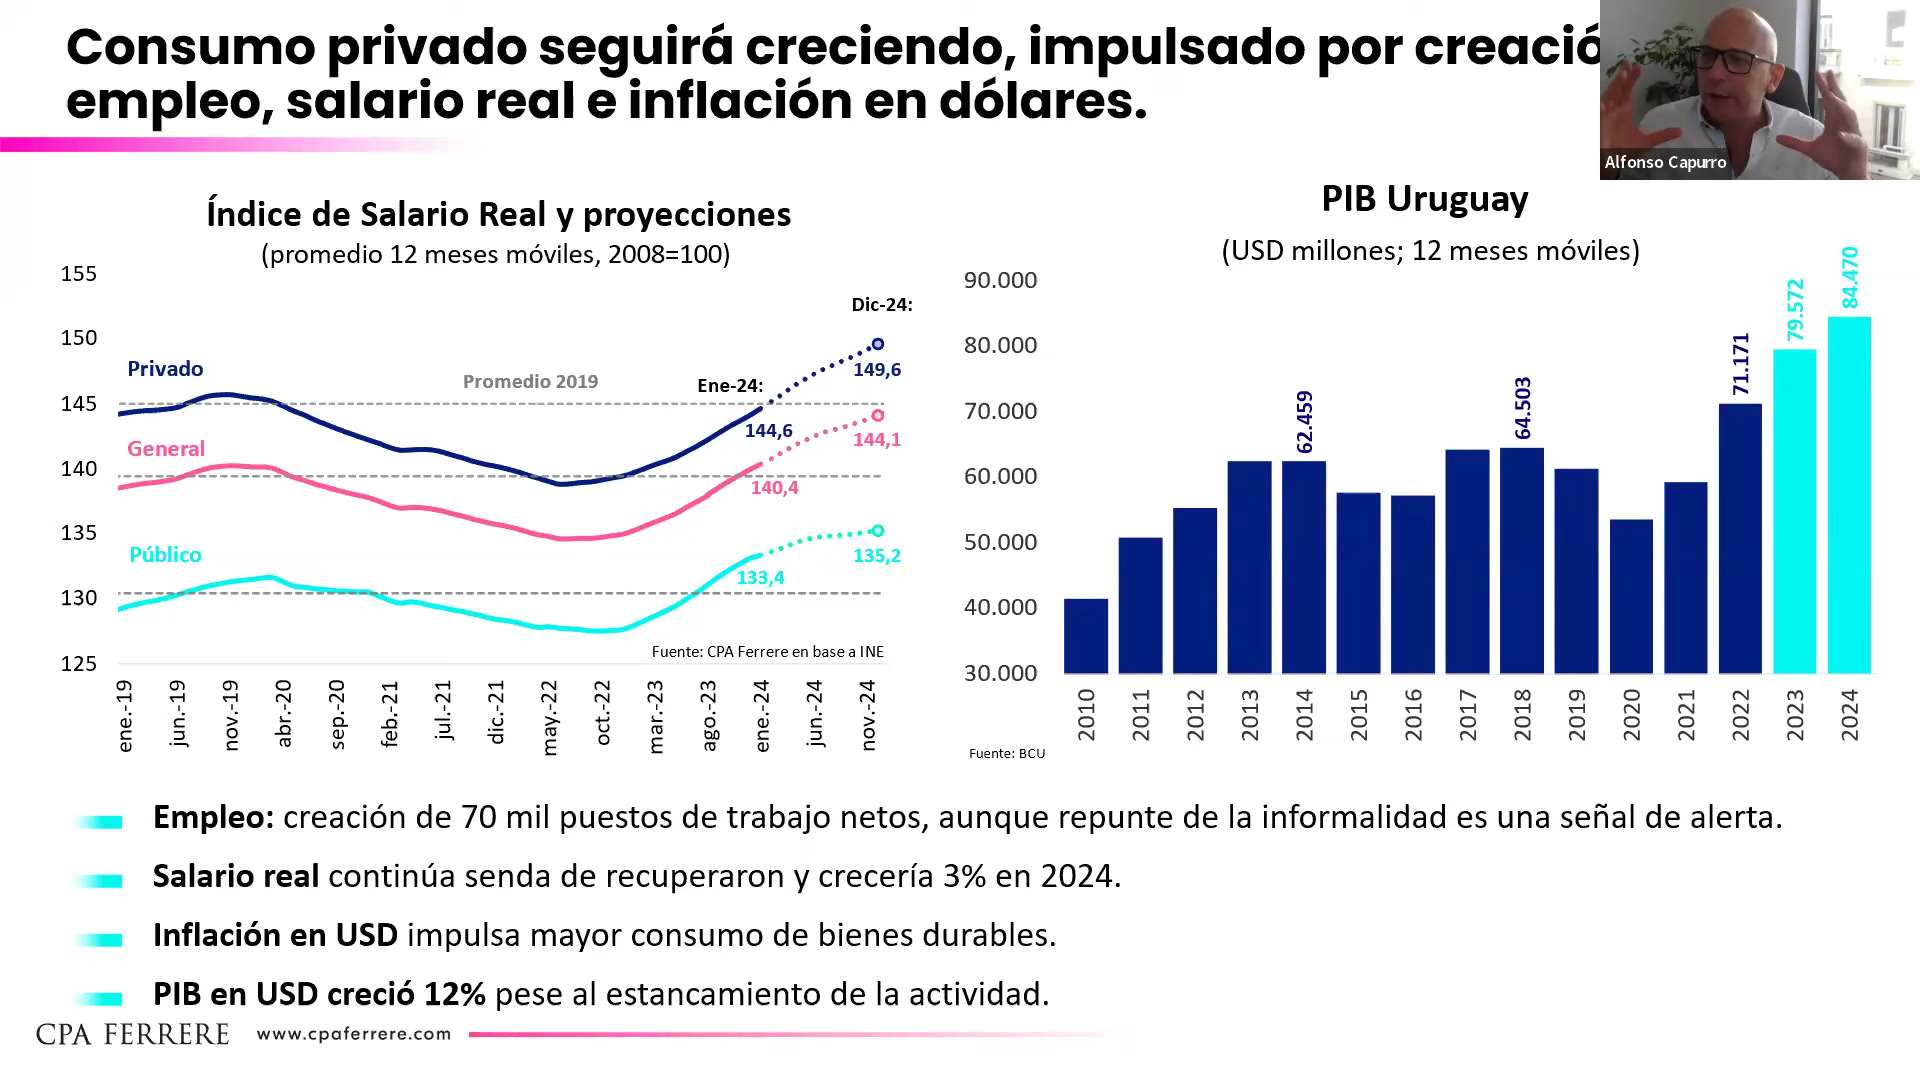 Consumo privado seguirá creciendo, impulsado por creació
empleo, salario real e inflación en dólares.
Alfonso Capurro
Índice de Salario Real y proyecciones
(promedio 12 meses móviles, 2008=100)
155
150
145
140
135
130
125
Privado
General
Público
Promedio 2019
Ene-24:
Dic-24:
144,6
149,6
140,4
144,1
133,4
135,2
Fuente: CPA Ferrere en base a INE
ene.-19
jun.-19
nov.-19
abr.-20
sep.-20
feb.-21
jul.-21
dic.-21
may.-22
oct.-22
mar.-23
ago.-23
ene.-24
jun.-24
nov.-24
PIB Uruguay
(USD millones; 12 meses móviles)
90.000
80.000
70.000
60.000
50.000
40.000
30.000
62.459
64.503
71.171
79.572
84.470
2010
2011
2012
2013
2014
2015
2016
2017
2018
2019
2020
2021
2022
2023
2024
Fuente: BCU
Empleo: creación de 70 mil puestos de trabajo netos, aunque repunte de la informalidad es una señal de alerta.
Salario real continúa senda de recuperaron y crecería 3% en 2024.
Inflación en USD impulsa mayor consumo de bienes durables.
PIB en USD creció 12% pese al estancamiento de la actividad.
CPA FERRERE www.cpaferrere.com